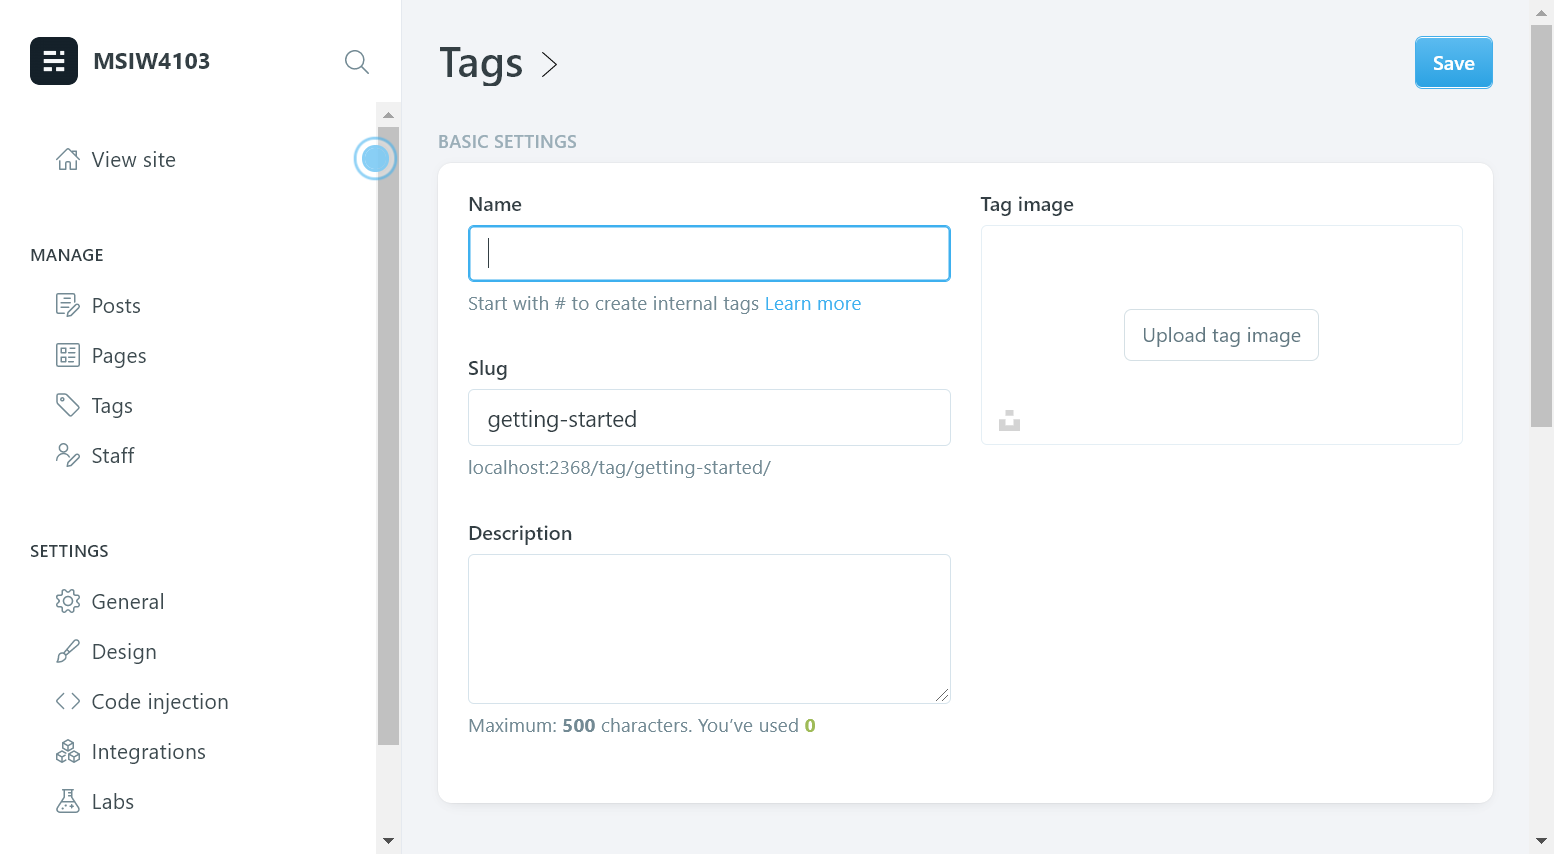 MSIW4103
View site
MANAGE
Posts
Pages
Tags
Staff
SETTINGS
General
Design
Code injection
Integrations
Labs
Tags
Save
BASIC SETTINGS
Name
Start with # to create internal tags Learn more
Slug
getting-started
localhost:2368/tag/getting-started/
Description
Maximum: 500 characters. You’ve used 0
Tag image
Upload tag image